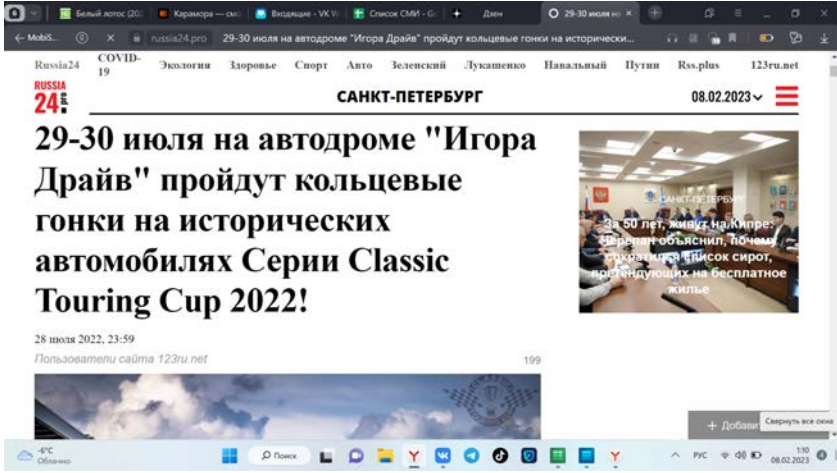 6
Белый лотос (202
Карамора — смо
Входящие - VK W
Список СМИ - Go
Дзен
29-30 июля на
← MobiS...
russia24.pro
29-30 июля на автодроме "Игора Драйв" пройдут кольцевые гонки на исторически...
Russia24
COVID-
19
Экология
Здоровье
Спорт
Авто
Зеленский
Лукашенко
Навальный
Путин
Rss.plus
123ru.net
RUSSIA
24
САНКТ-ПЕТЕРБУРГ
08.02.2023
29-30 июля на автодроме "Игора
Драйв" пройдут кольцевые
гонки на исторических
автомобилях Серии Classic
Touring Cup 2022!
28 июля 2022, 23:59
Пользователи сайта 123ru.net
199
САНКТ-ПЕТЕРБУРГ
За 50 лет, живут на Кипре:
Черепан объяснил, почему
сократился список сирот,
претендующих на бесплатное
жилье
+ Добави
Свернуть все окна
-6°C
Облачно
Поиск
РУС
1:10
08.02.2023